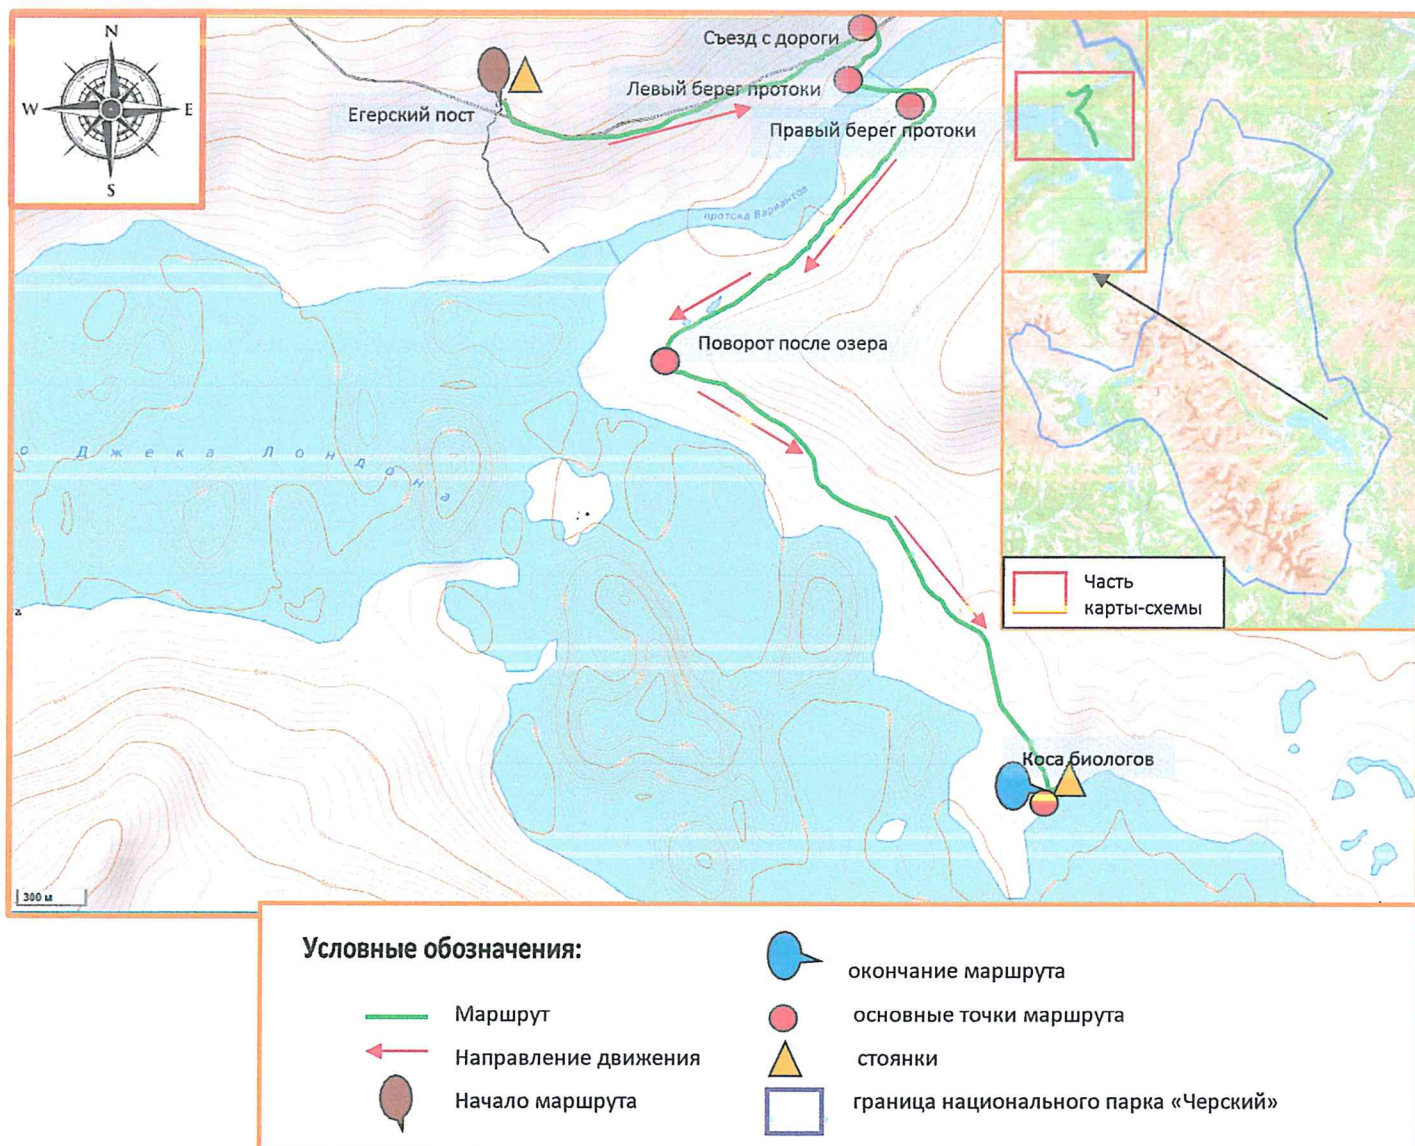 N
W
E
S
Съезд с дороги
Левый берег протоки
Егерский пост
Правый берег протоки
протока Вариантов
Поворот после озера
о Джека Лондона
Часть
карты-схемы
Коса биологов
300 м
Условные обозначения:
Маршрут
Направление движения
Начало маршрута
окончание маршрута
основные точки маршрута
стоянки
граница национального парка «Черский»